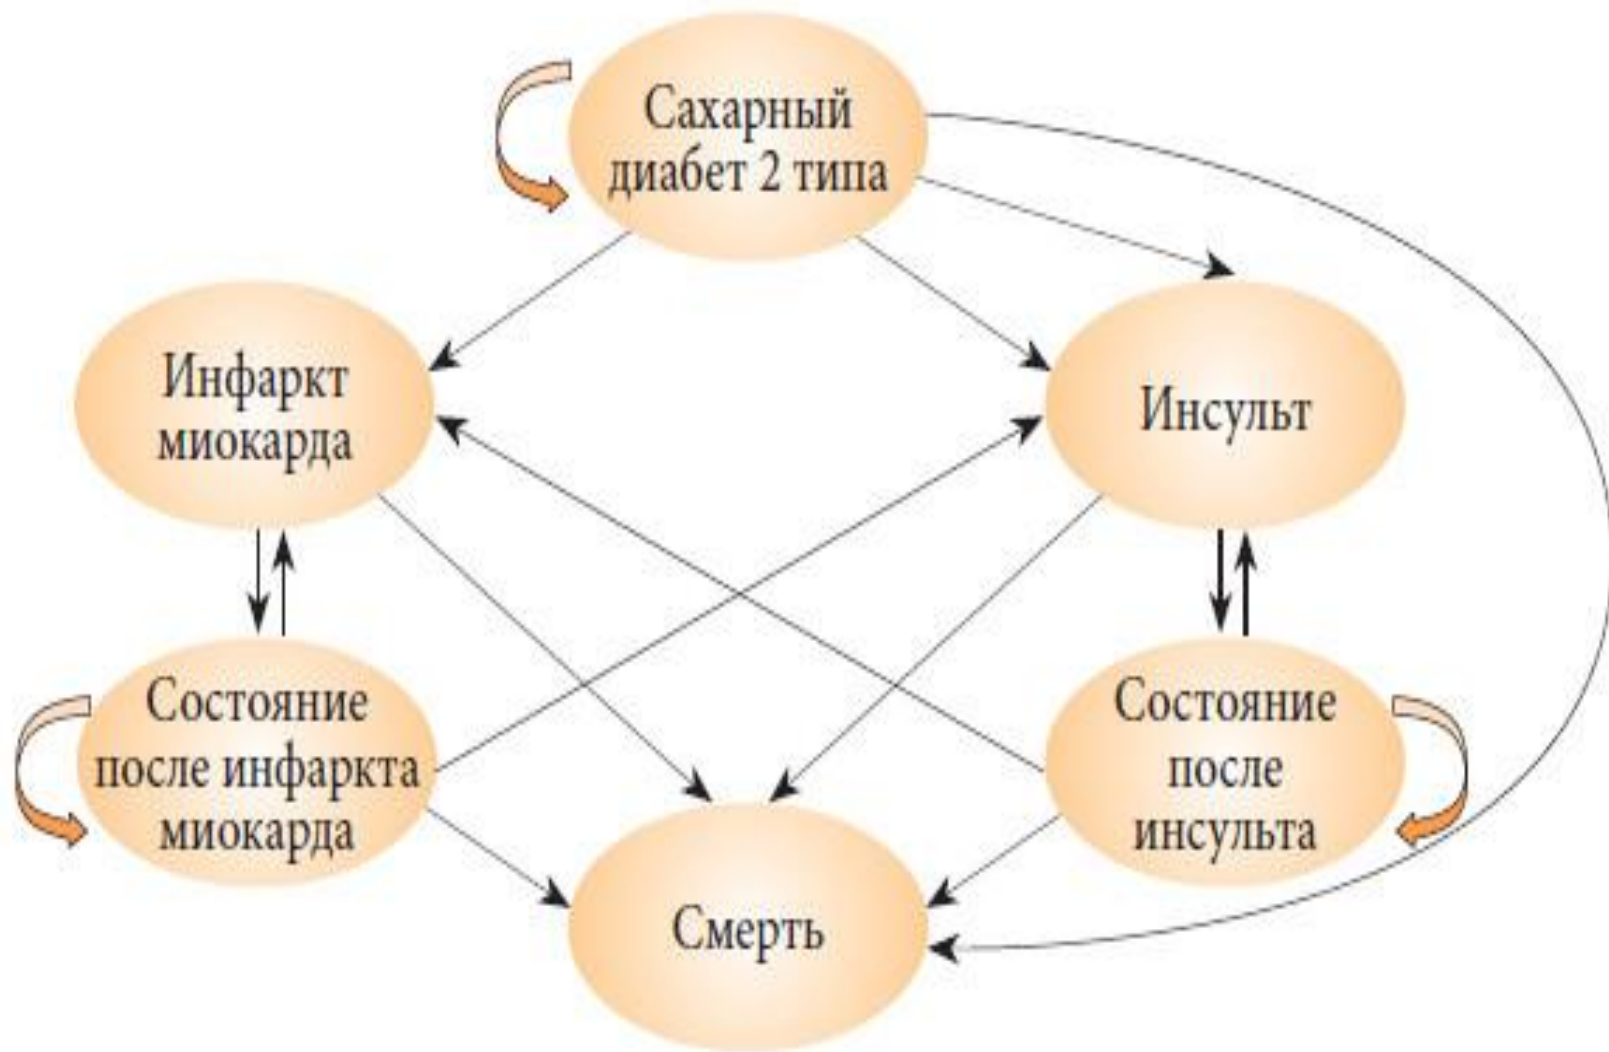 Сахарный
диабет 2 типа
Инфаркт
миокарда
Инсульт
Состояние
после инфаркта
миокарда
Состояние
после
инсульта
Смерть